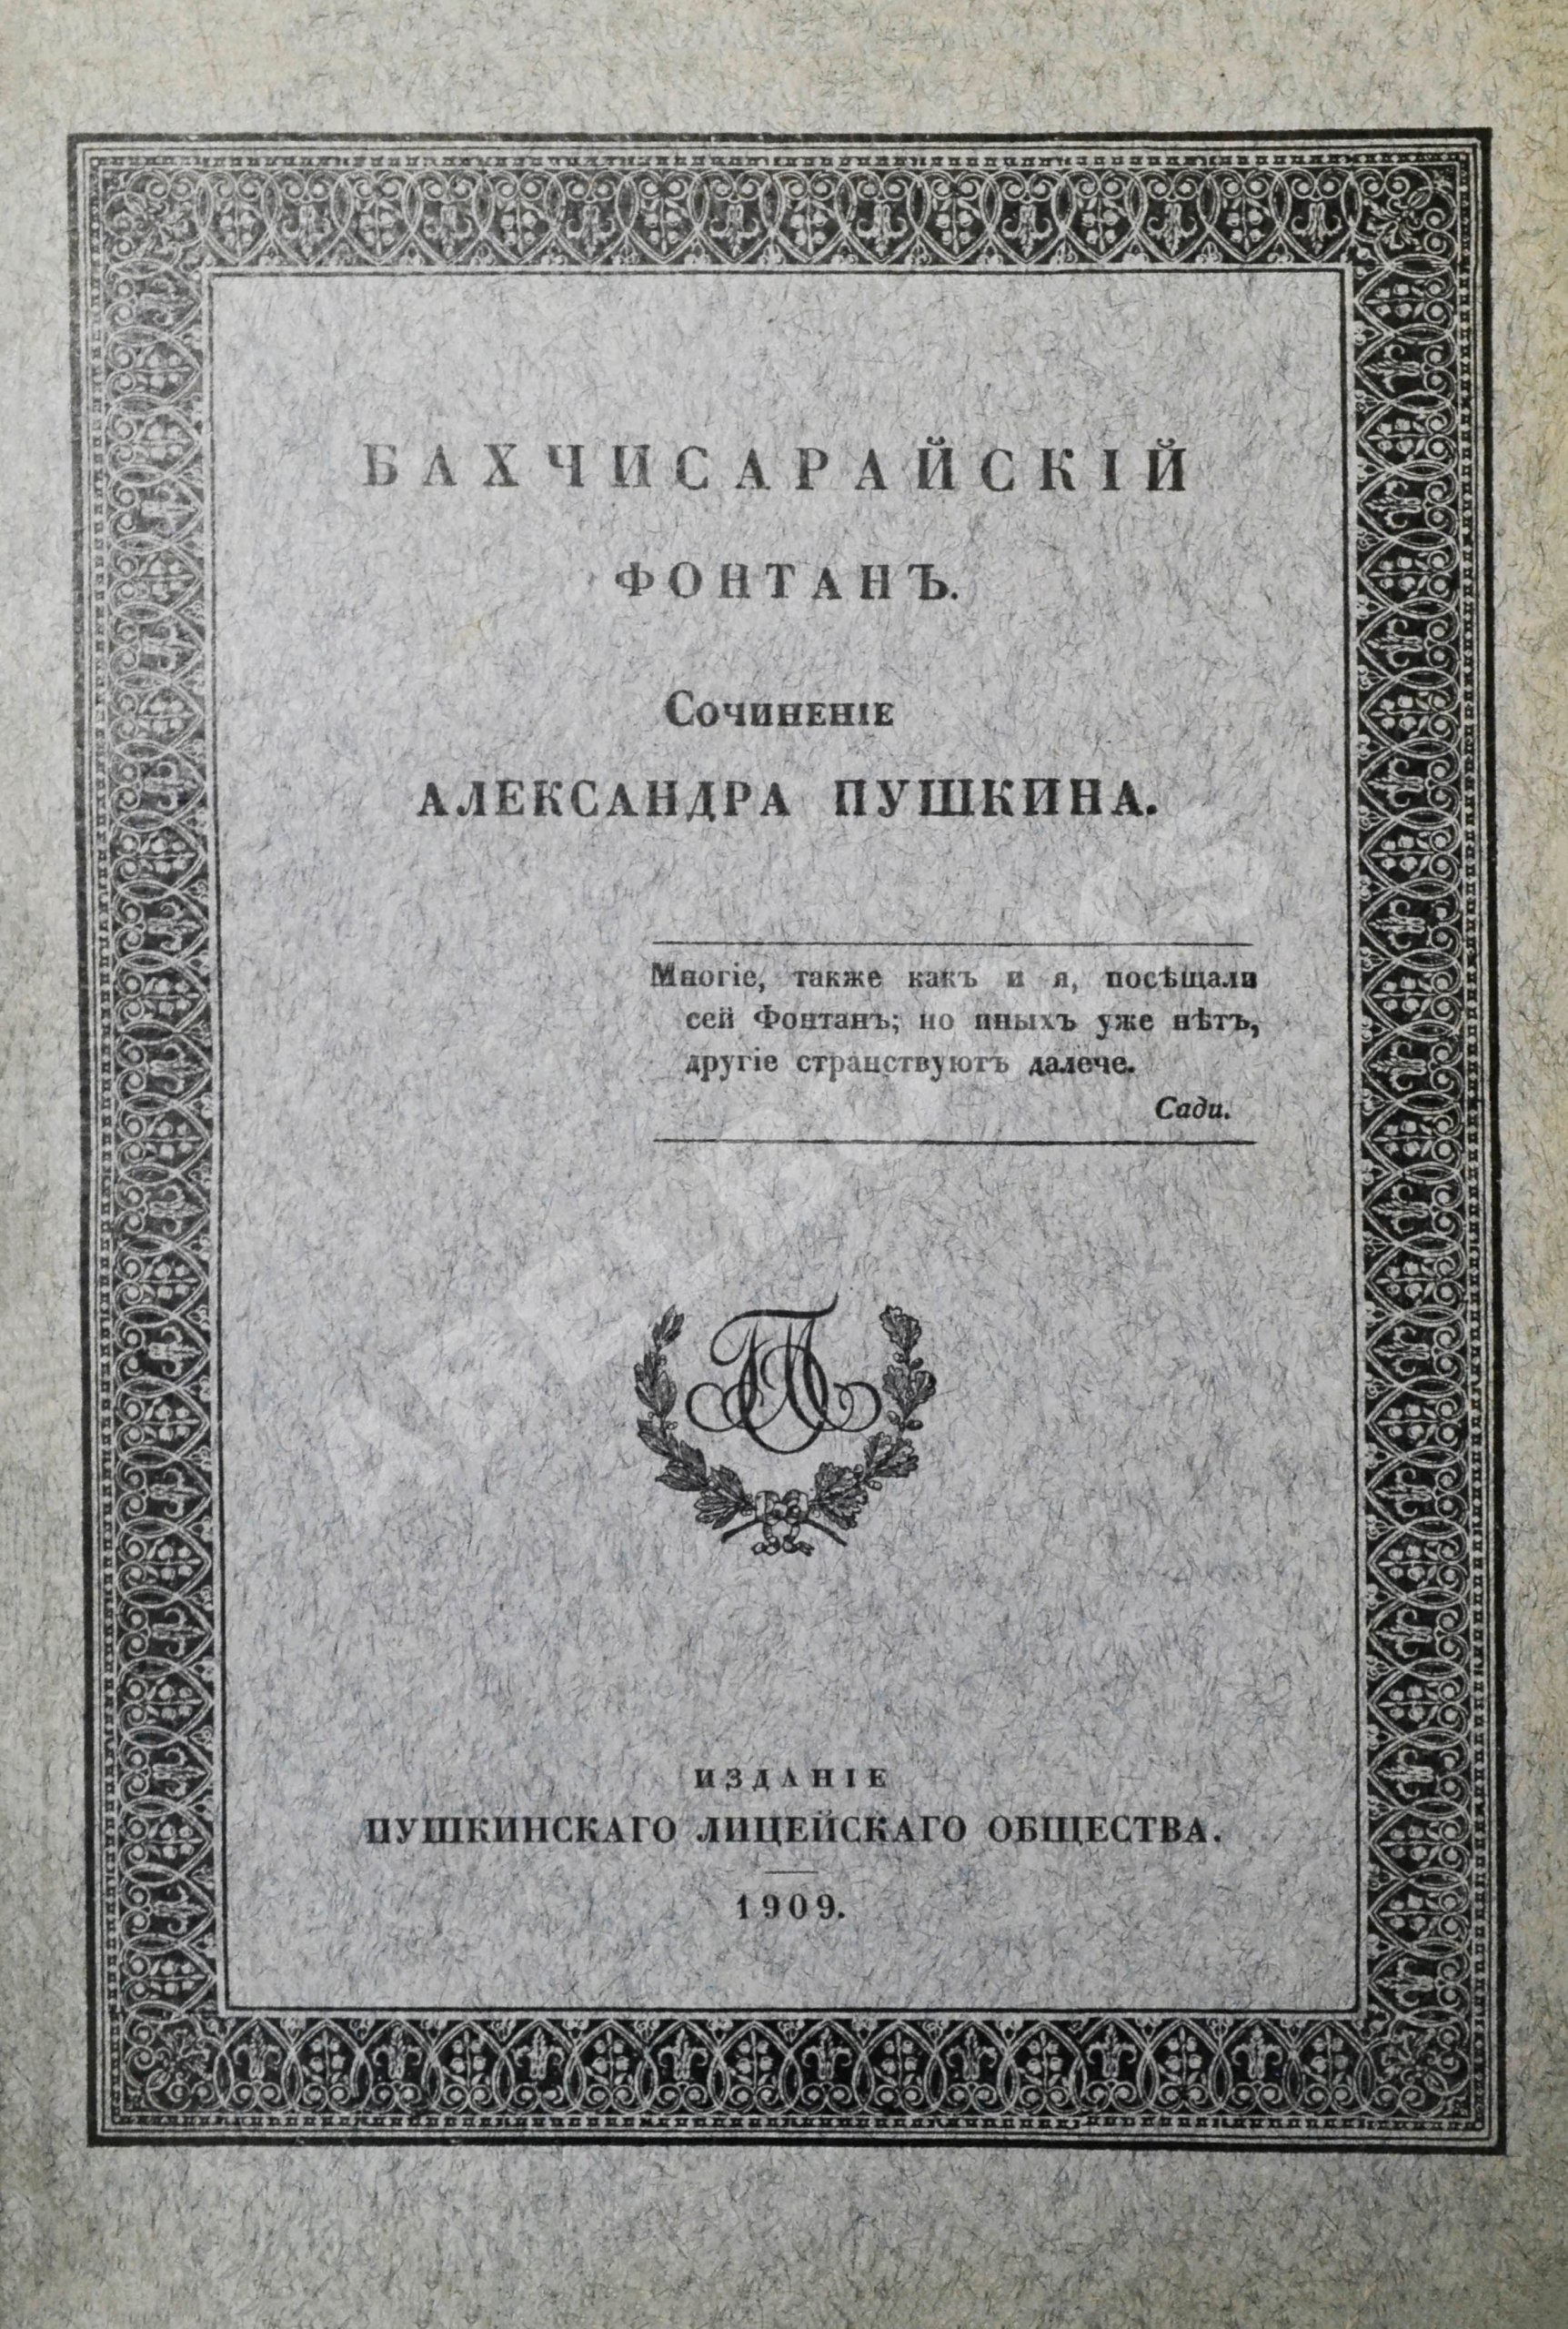 БАХЧИСАРАЙСКІЙ
ФОНТАНЪ.
Сочиненіе
АЛЕКСАНДРА ПУШКИНА.
Многіе, также какъ и я, посѣщали
сей Фонтанъ; но иныхъ уже нѣтъ,
другіе странствуютъ далече.
Сади.
ИЗДАНІЕ
ПУШКИНСКАГО ЛИЦЕЙСКАГО ОБЩЕСТВА.
1909.